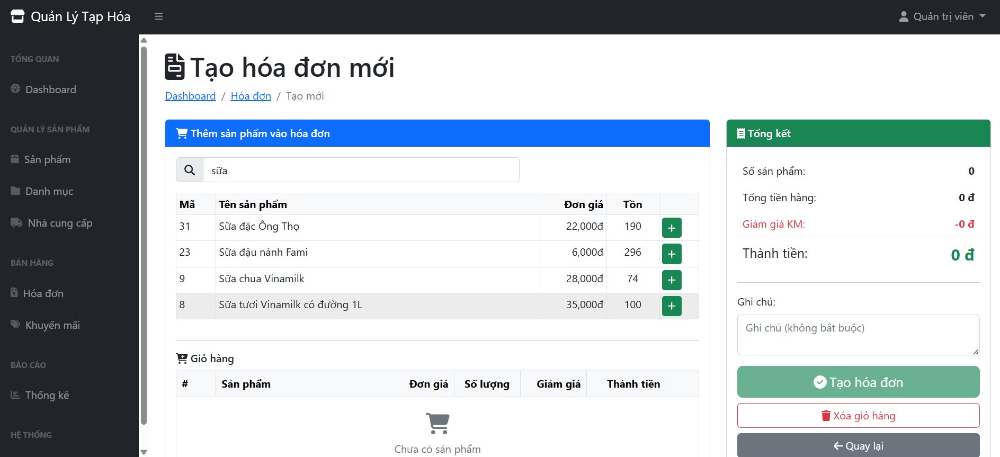 Quản Lý Tạp Hóa
Quản trị viên
TỔNG QUAN
Dashboard
QUẢN LÝ SẢN PHẨM
Sản phẩm
Danh mục
Nhà cung cấp
BÁN HÀNG
Hóa đơn
Khuyến mãi
BÁO CÁO
Thống kê
HỆ THỐNG
Tạo hóa đơn mới
Dashboard / Hóa đơn / Tạo mới
Thêm sản phẩm vào hóa đơn
sữa
Mã Tên sản phẩm Đơn giá Tồn
31 Sữa đặc Ông Thọ 22,000đ 190 +
23 Sữa đậu nành Fami 6,000đ 296 +
9 Sữa chua Vinamilk 28,000đ 74 +
8 Sữa tươi Vinamilk có đường 1L 35,000đ 100 +
Giỏ hàng
# Sản phẩm Đơn giá Số lượng Giảm giá Thành tiền
Chưa có sản phẩm
Tổng kết
Số sản phẩm: 0
Tổng tiền hàng: 0 đ
Giảm giá KM: -0 đ
Thành tiền: 0 đ
Ghi chú:
Ghi chú (không bắt buộc)
Tạo hóa đơn
Xóa giỏ hàng
Quay lại